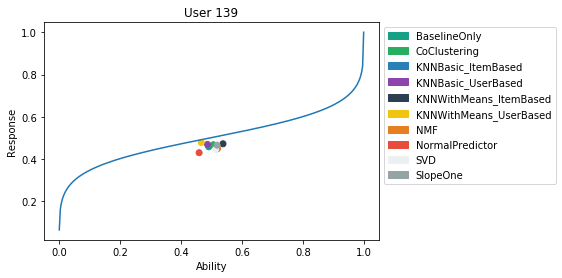 User 139
1.0
0.8
0.6
0.4
0.2
Response
0.0
0.2
0.4
0.6
0.8
1.0
Ability
BaselineOnly
CoClustering
KNNBasic_ItemBased
KNNBasic_UserBased
KNNWithMeans_ItemBased
KNNWithMeans_UserBased
NMF
NormalPredictor
SVD
SlopeOne